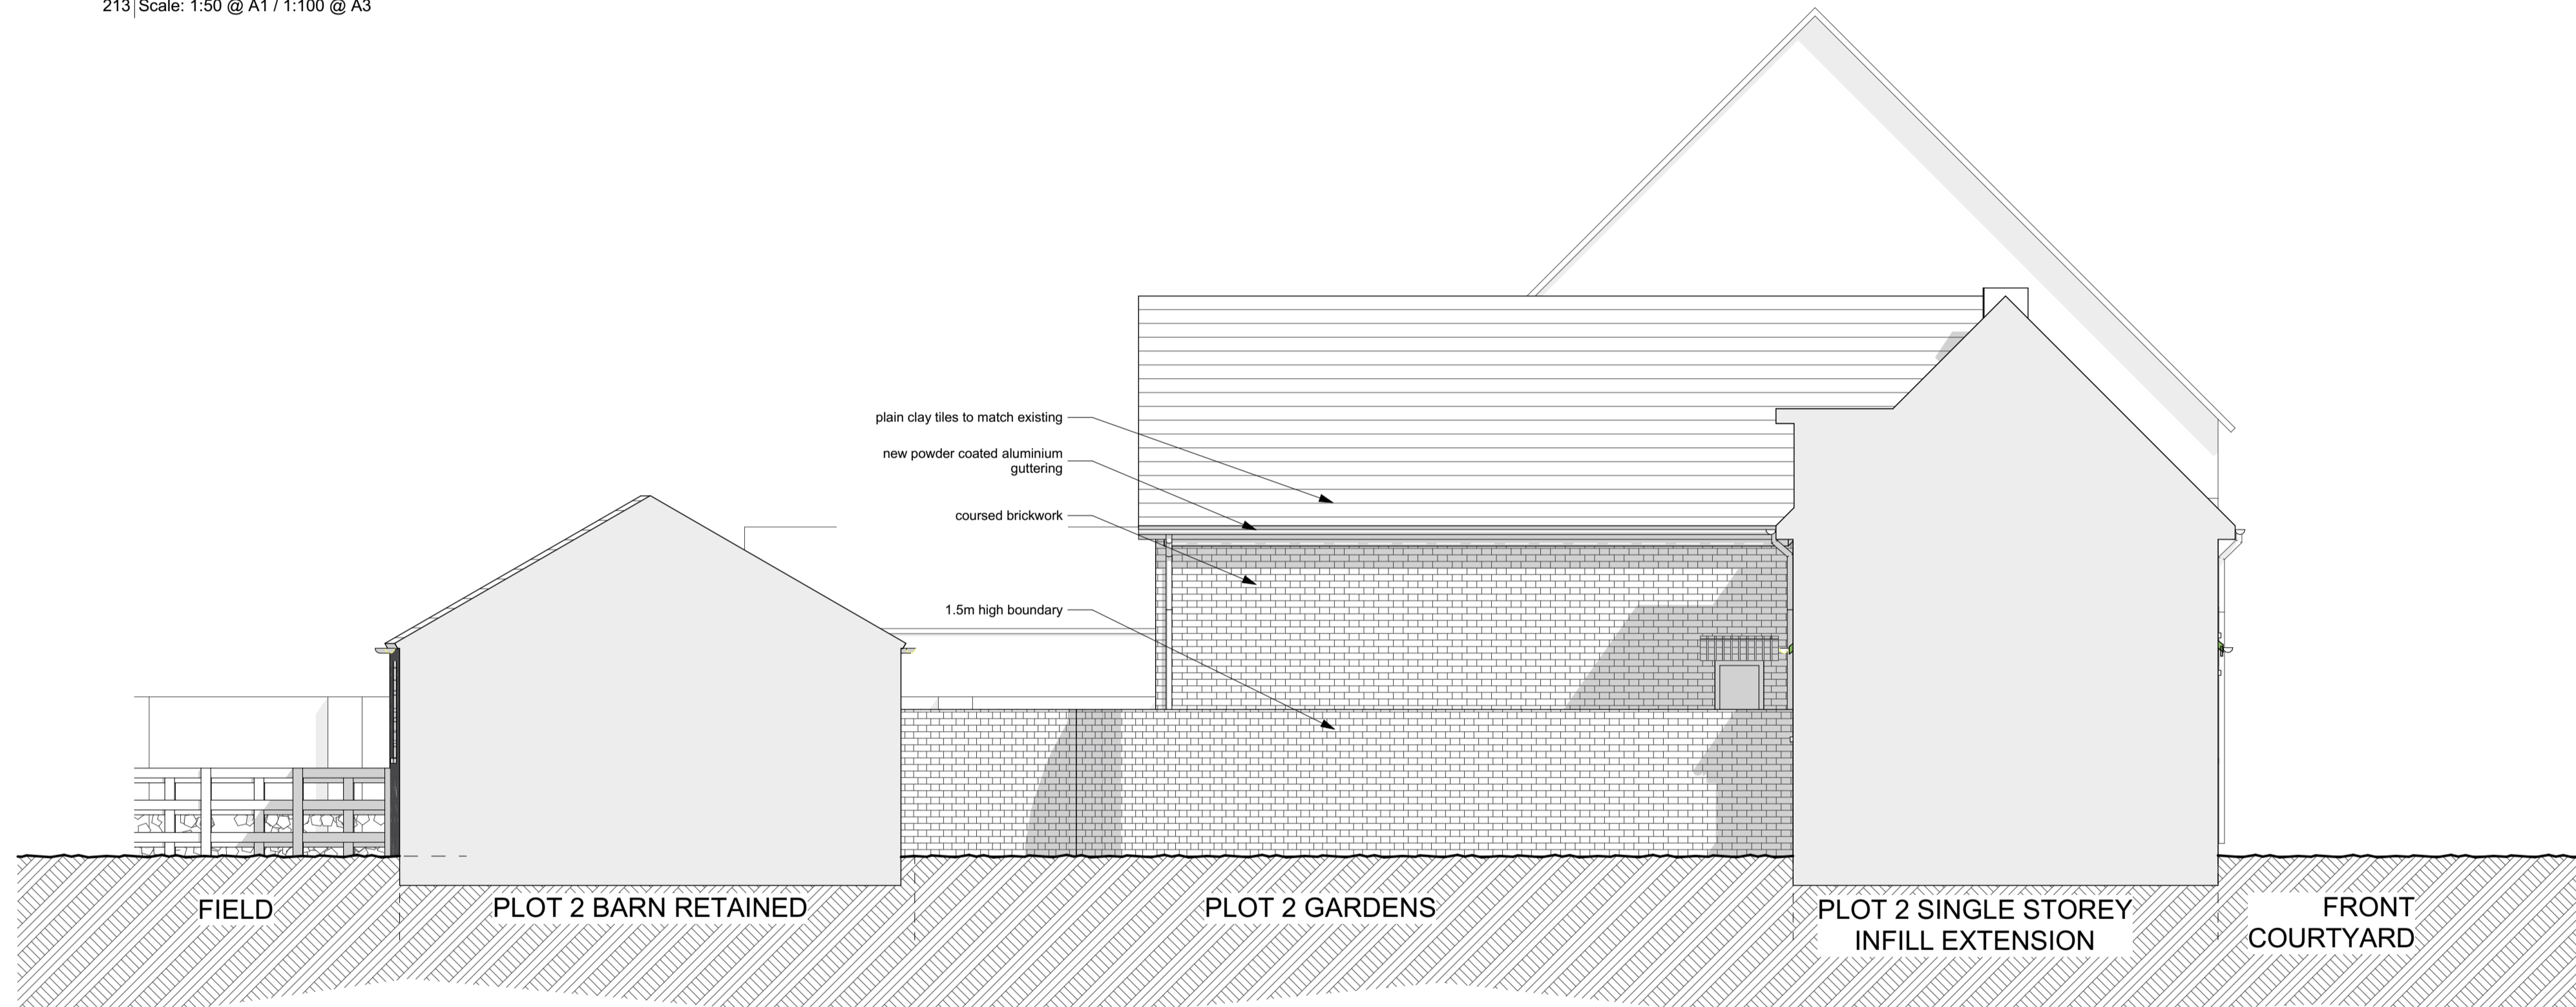 213 Scale: 1:50 @ A1 / 1:100 @ A3
plain clay tiles to match existing
new powder coated aluminium
guttering
coursed brickwork
1.5m high boundary
FIELD
PLOT 2 BARN RETAINED
PLOT 2 GARDENS
PLOT 2 SINGLE STOREY
INFILL EXTENSION
FRONT
COURTYARD